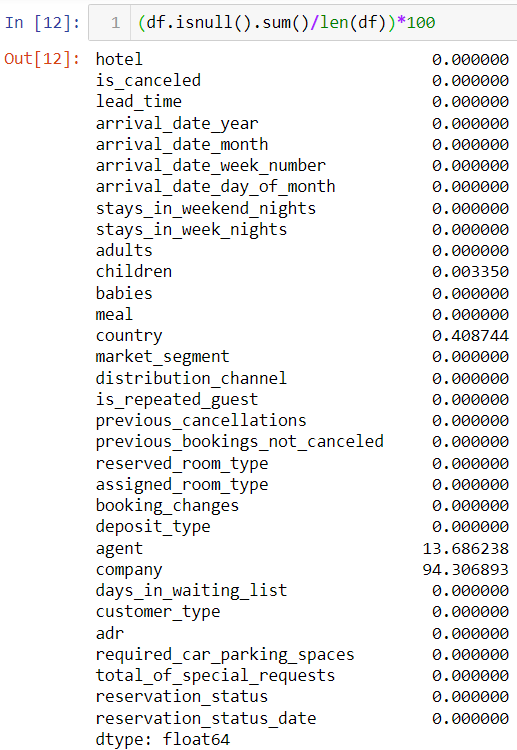 In [12]: 1 (df.isnull().sum()/len(df))*100
Out[12]: hotel 0.000000
is_canceled 0.000000
lead_time 0.000000
arrival_date_year 0.000000
arrival_date_month 0.000000
arrival_date_week_number 0.000000
arrival_date_day_of_month 0.000000
stays_in_weekend_nights 0.000000
stays_in_week_nights 0.000000
adults 0.000000
children 0.003350
babies 0.000000
meal 0.000000
country 0.408744
market_segment 0.000000
distribution_channel 0.000000
is_repeated_guest 0.000000
previous_cancellations 0.000000
previous_bookings_not_canceled 0.000000
reserved_room_type 0.000000
assigned_room_type 0.000000
booking_changes 0.000000
deposit_type 0.000000
agent 13.686238
company 94.306893
days_in_waiting_list 0.000000
customer_type 0.000000
adr 0.000000
required_car_parking_spaces 0.000000
total_of_special_requests 0.000000
reservation_status 0.000000
reservation_status_date 0.000000
dtype: float64